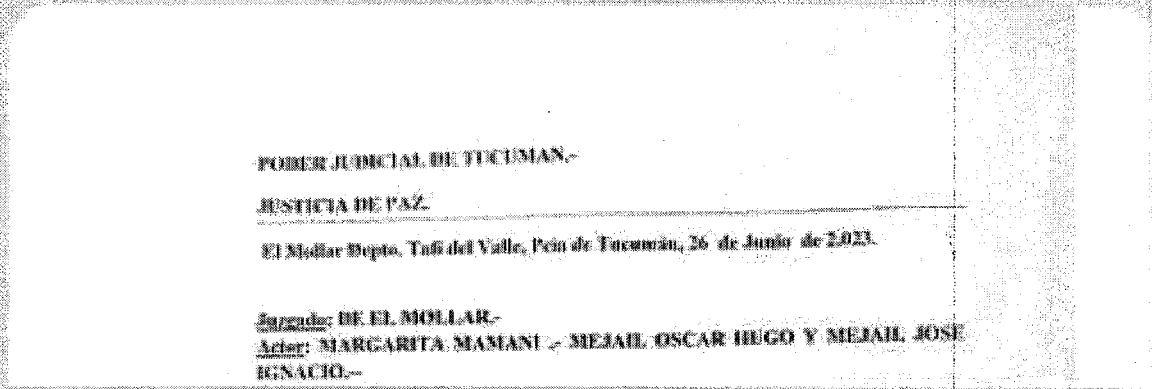 PODER JUDICIAL DE TUCUMAN.-
JUSTICIA DE PAZ.
El Mollar Depto. Tafi del Valle, Pcia de Tucumán, 26 de Junio de 2.023.
Juzgado: DE EL MOLLAR.-
Actor: MARGARITA MAMANI .- MEJAIL OSCAR HUGO Y MEJAIL JOSE
IGNACIO.--